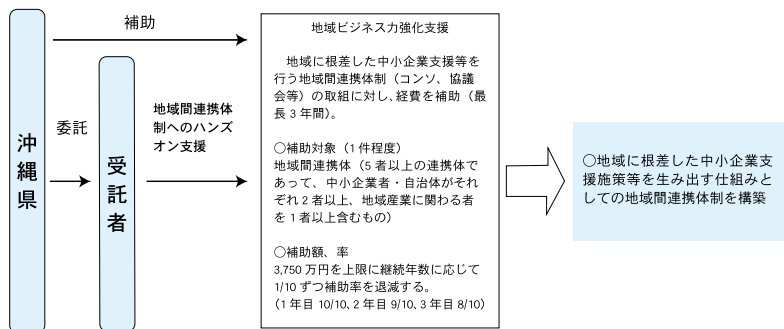 沖縄県
補助
委託
受託者
地域間連携体
制へのハンズ
オン支援
地域ビジネス力強化支援
地域に根差した中小企業支援等を
行う地域間連携体制（コンソ、協議
会等）の取組に対し、経費を補助（最
長3年間）。
○補助対象（1件程度）
地域間連携体（5者以上の連携体で
あって、中小企業者・自治体がそ
れぞれ2者以上、地域産業に関わる者
を1者以上含むもの）
○補助額、率
3,750万円を上限に継続年数に応じて
1/10ずつ補助率を退減する。
（1年目10/10、2年目9/10、3年目8/10）
○地域に根差した中小企業支
援施策等を生み出す仕組みと
しての地域間連携体制を構築